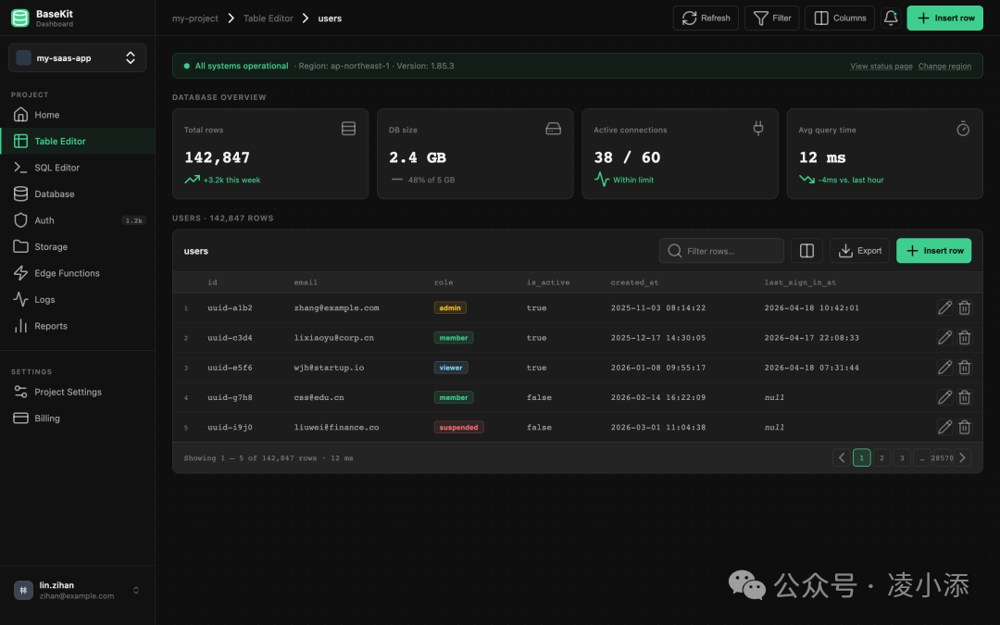 BaseKit
Dashboard
my-project
Table Editor
users
Refresh
Filter
Columns
Insert row
my-saas-app
All systems operational · Region: ap-northeast-1 · Version: 1.85.3
View status page Change region
PROJECT
Home
Table Editor
SQL Editor
Database
Auth 1.2k
Storage
Edge Functions
Logs
Reports
SETTINGS
Project Settings
Billing
林
lin.zihan
zihan@example.com
DATABASE OVERVIEW
Total rows
142,847
+3.2k this week
DB size
2.4 GB
48% of 5 GB
Active connections
38 / 60
Within limit
Avg query time
12 ms
-4ms vs. last hour
USERS · 142,847 ROWS
users
Filter rows...
Export
Insert row
id email role is_active created_at last_sign_in_at
1 uuid-a1b2 zhang@example.com admin true 2025-11-03 08:14:22 2026-04-18 10:42:01
2 uuid-c3d4 lixiaoyu@corp.cn member true 2025-12-17 14:30:05 2026-04-17 22:08:33
3 uuid-e5f6 wjh@startup.io viewer true 2026-01-08 09:55:17 2026-04-18 07:31:44
4 uuid-g7h8 css@edu.cn member false 2026-02-14 16:22:09 null
5 uuid-i9j0 liuwei@finance.co suspended false 2026-03-01 11:04:38 null
Showing 1 — 5 of 142,847 rows · 12 ms
1 2 3 … 28570
公众号 · 凌小添